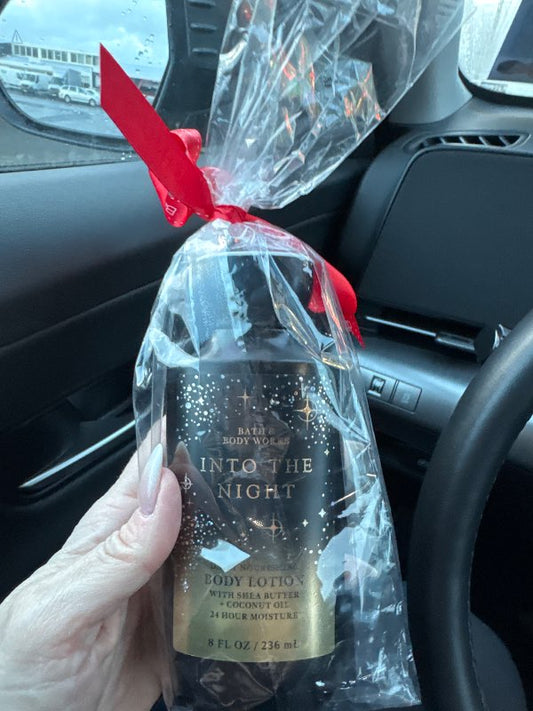 BATH &
BODY WORKS
INTO THE
NIGHT
BODY LOTION
WITH SHEA BUTTER
+ COCONUT OIL
24 HOUR MOISTURE
8 FL OZ / 236 mL